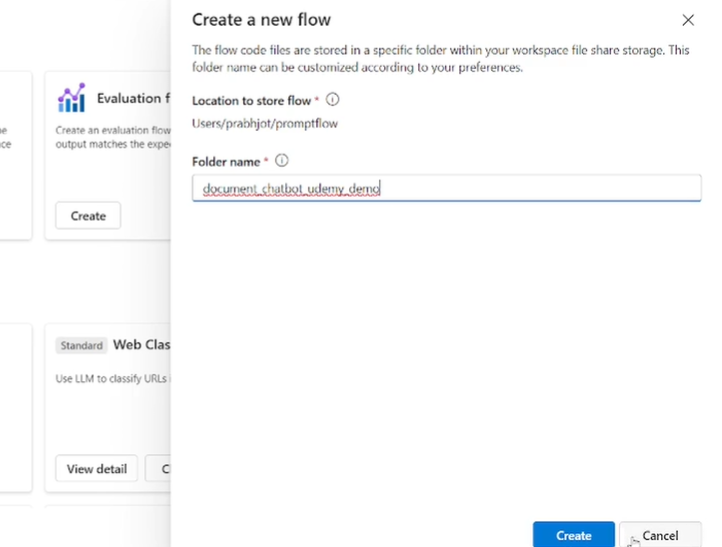 Create a new flow
The flow code files are stored in a specific folder within your workspace file share storage. This
folder name can be customized according to your preferences.
Location to store flow *
Users/prabhjot/promptflow
Folder name *
document_chatbot_udemy_demo
Create
Cancel
Evaluation f
Create an evaluation flow
output matches the expe
Create
Standard
Web Clas
Use LLM to classify URLs
View detail
C